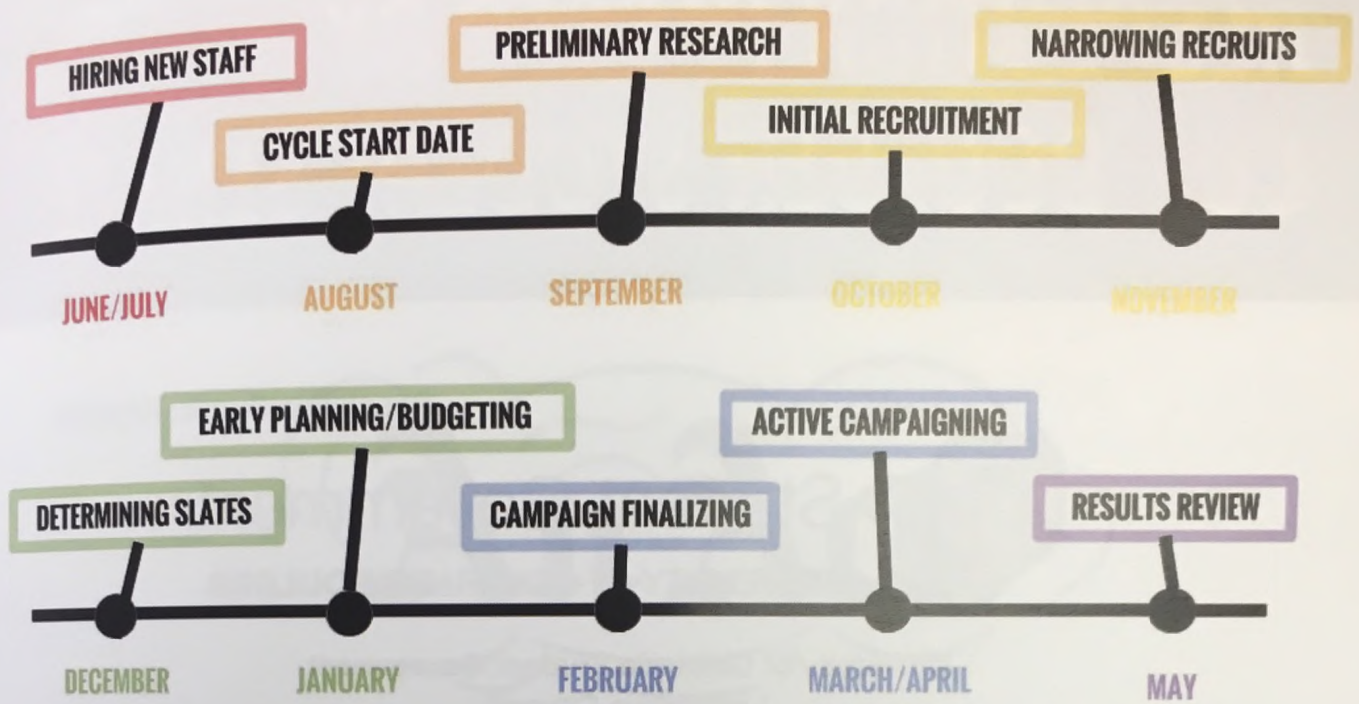 HIRING NEW STAFF
CYCLE START DATE
PRELIMINARY RESEARCH
INITIAL RECRUITMENT
NARROWING RECRUITS
JUNE/JULY
AUGUST
SEPTEMBER
OCTOBER
NOVEMBER
DETERMINING SLATES
EARLY PLANNING/BUDGETING
CAMPAIGN FINALIZING
ACTIVE CAMPAIGNING
RESULTS REVIEW
DECEMBER
JANUARY
FEBRUARY
MARCH/APRIL
MAY